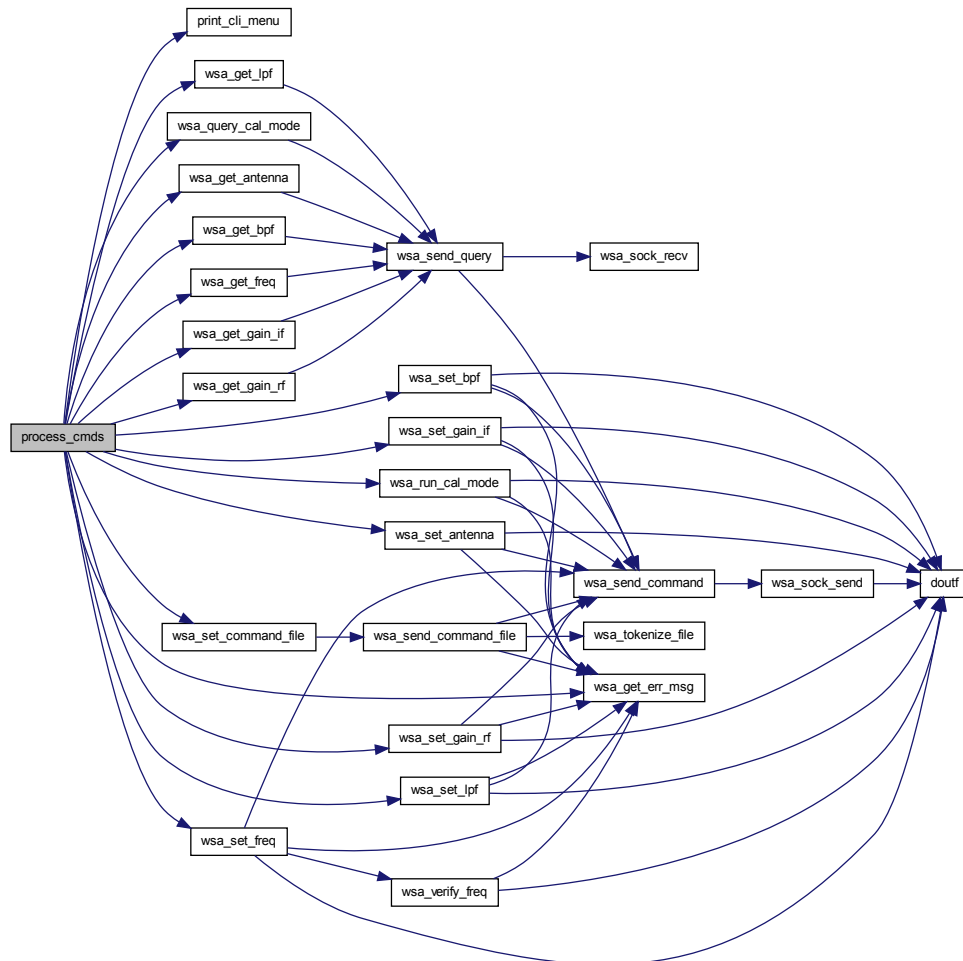 print_cli_menu
wsa_get_lpf
wsa_query_cal_mode
wsa_get_antenna
wsa_get_bpf
wsa_send_query
wsa_sock_recv
wsa_get_freq
wsa_get_gain_if
wsa_get_gain_rf
wsa_set_bpf
process_cmds
wsa_set_gain_if
wsa_run_cal_mode
wsa_set_antenna
wsa_send_command
wsa_sock_send
doutf
wsa_set_command_file
wsa_send_command_file
wsa_tokenize_file
wsa_get_err_msg
wsa_set_gain_rf
wsa_set_lpf
wsa_set_freq
wsa_verify_freq